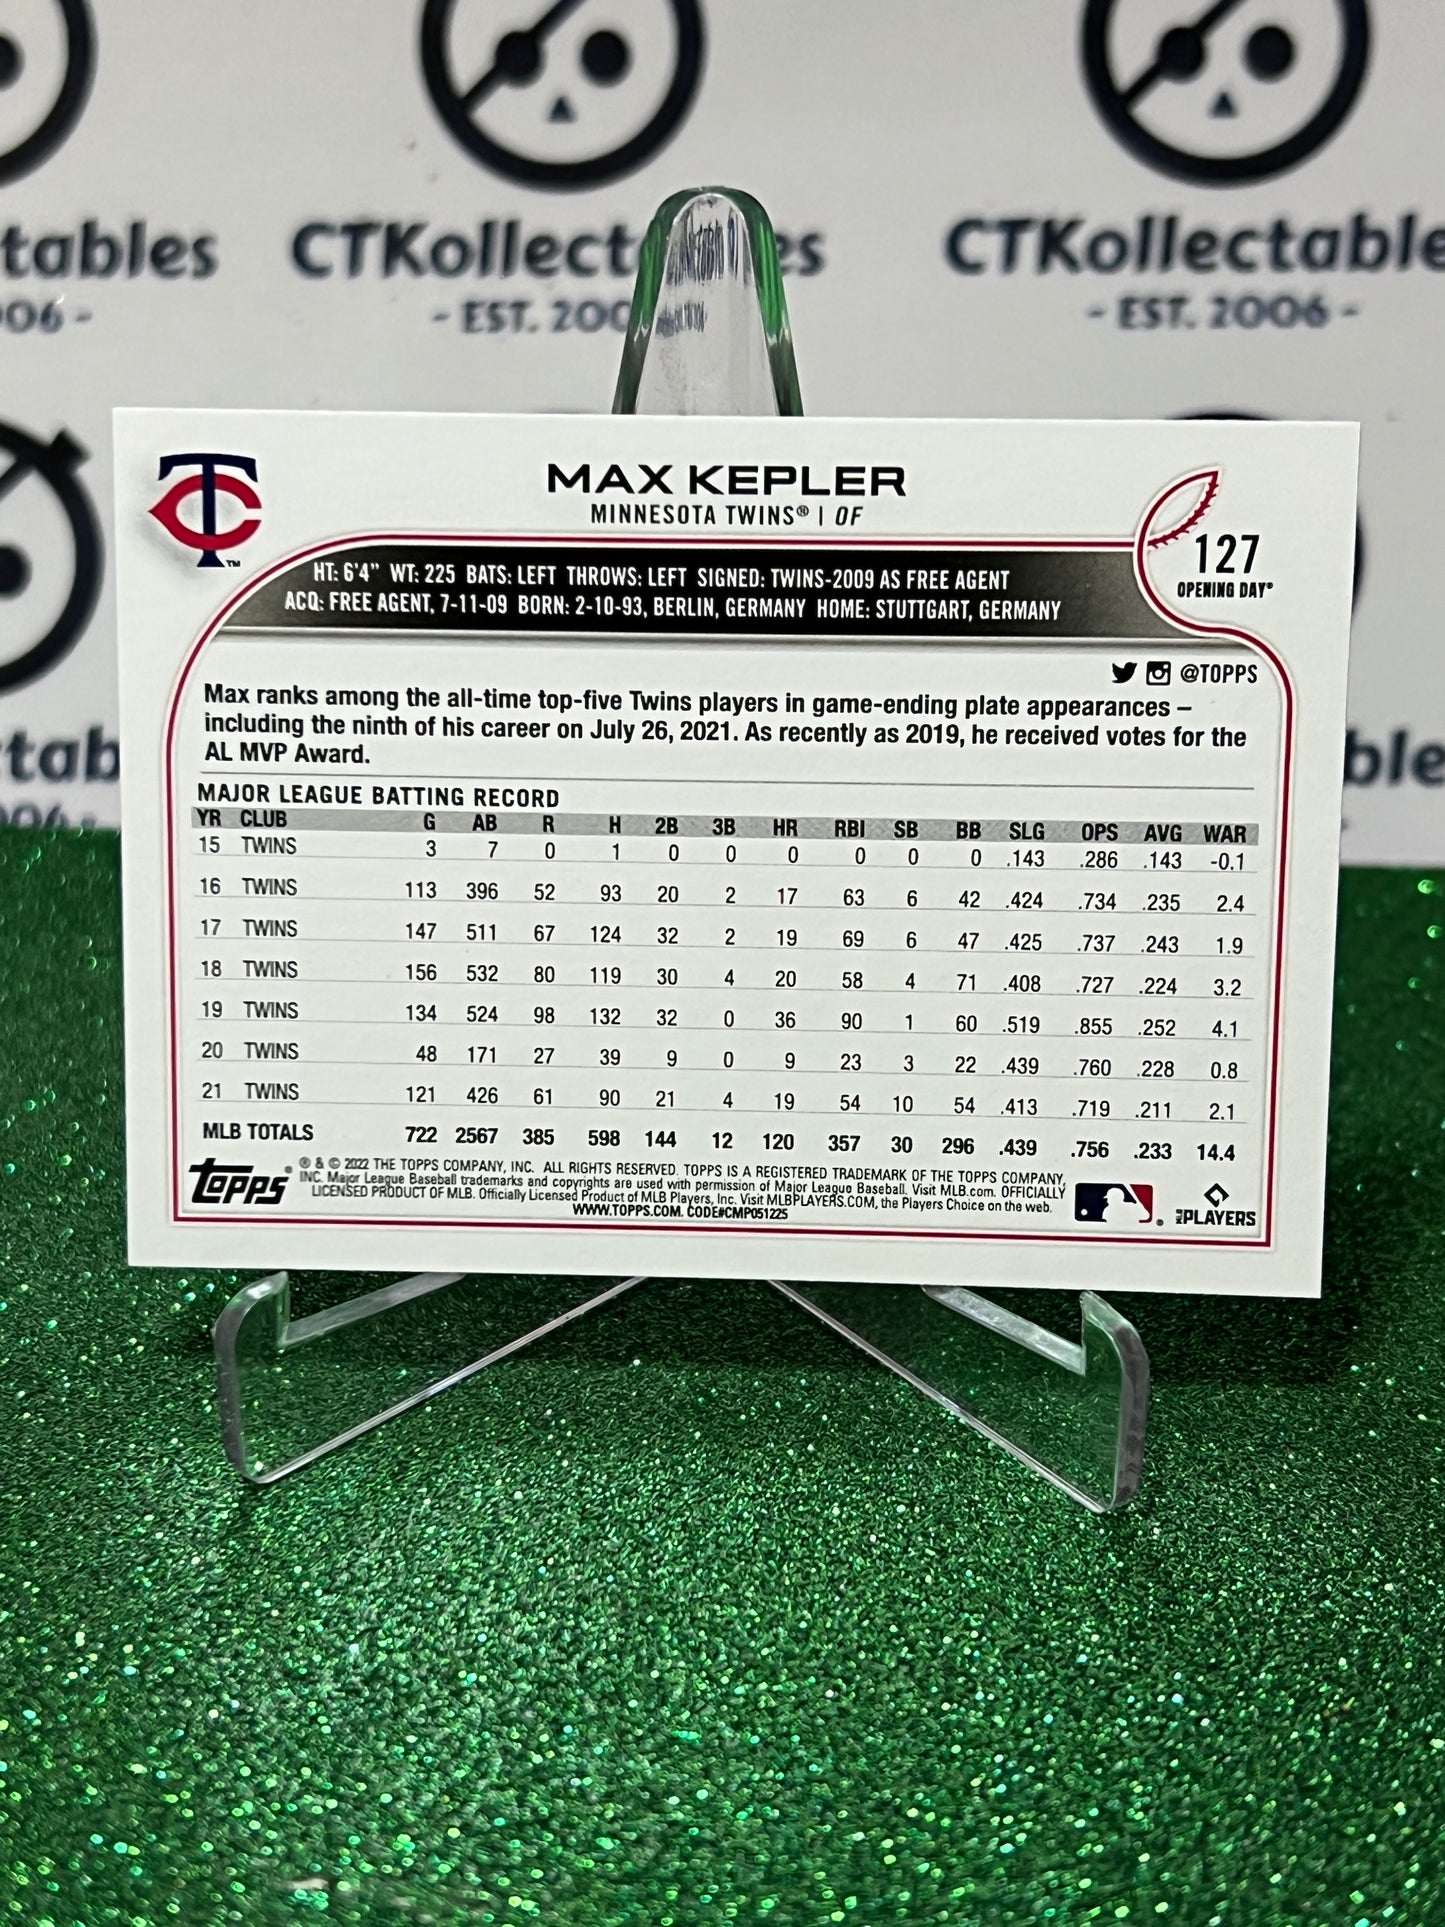 tables CTKollect es CTKollectable
006 - - EST. 200 - EST. 2006 -
TC™
MAX KEPLER
MINNESOTA TWINS® | OF
127
OPENING DAY®
HT: 6'4" WT: 225 BATS: LEFT THROWS: LEFT SIGNED: TWINS-2009 AS FREE AGENT
ACQ: FREE AGENT, 7-11-09 BORN: 2-10-93, BERLIN, GERMANY HOME: STUTTGART, GERMANY
@TOPPS
Max ranks among the all-time top-five Twins players in game-ending plate appearances –
including the ninth of his career on July 26, 2021. As recently as 2019, he received votes for the
AL MVP Award.
MAJOR LEAGUE BATTING RECORD
YR CLUB G AB R H 2B 3B HR RBI SB BB SLG OPS AVG WAR
15 TWINS 3 7 0 1 0 0 0 0 0 0 .143 .286 .143 -0.1
16 TWINS 113 396 52 93 20 2 17 63 6 42 .424 .734 .235 2.4
17 TWINS 147 511 67 124 32 2 19 69 6 47 .425 .737 .243 1.9
18 TWINS 156 532 80 119 30 4 20 58 4 71 .408 .727 .224 3.2
19 TWINS 134 524 98 132 32 0 36 90 1 60 .519 .855 .252 4.1
20 TWINS 48 171 27 39 9 0 9 23 3 22 .439 .760 .228 0.8
21 TWINS 121 426 61 90 21 4 19 54 10 54 .413 .719 .211 2.1
MLB TOTALS 722 2567 385 598 144 12 120 357 30 296 .439 .756 .233 14.4
topps®
® & © 2022 THE TOPPS COMPANY, INC. ALL RIGHTS RESERVED. TOPPS IS A REGISTERED TRADEMARK OF THE TOPPS COMPANY,
INC. Major League Baseball trademarks and copyrights are used with permission of Major League Baseball. Visit MLB.com. OFFICIALLY
LICENSED PRODUCT OF MLB. Officially Licensed Product of MLB Players, Inc. Visit MLBPLAYERS.COM, the Players Choice on the web.
WWW.TOPPS.COM. CODE#CMP051225
MLB PLAYERS
tab ble